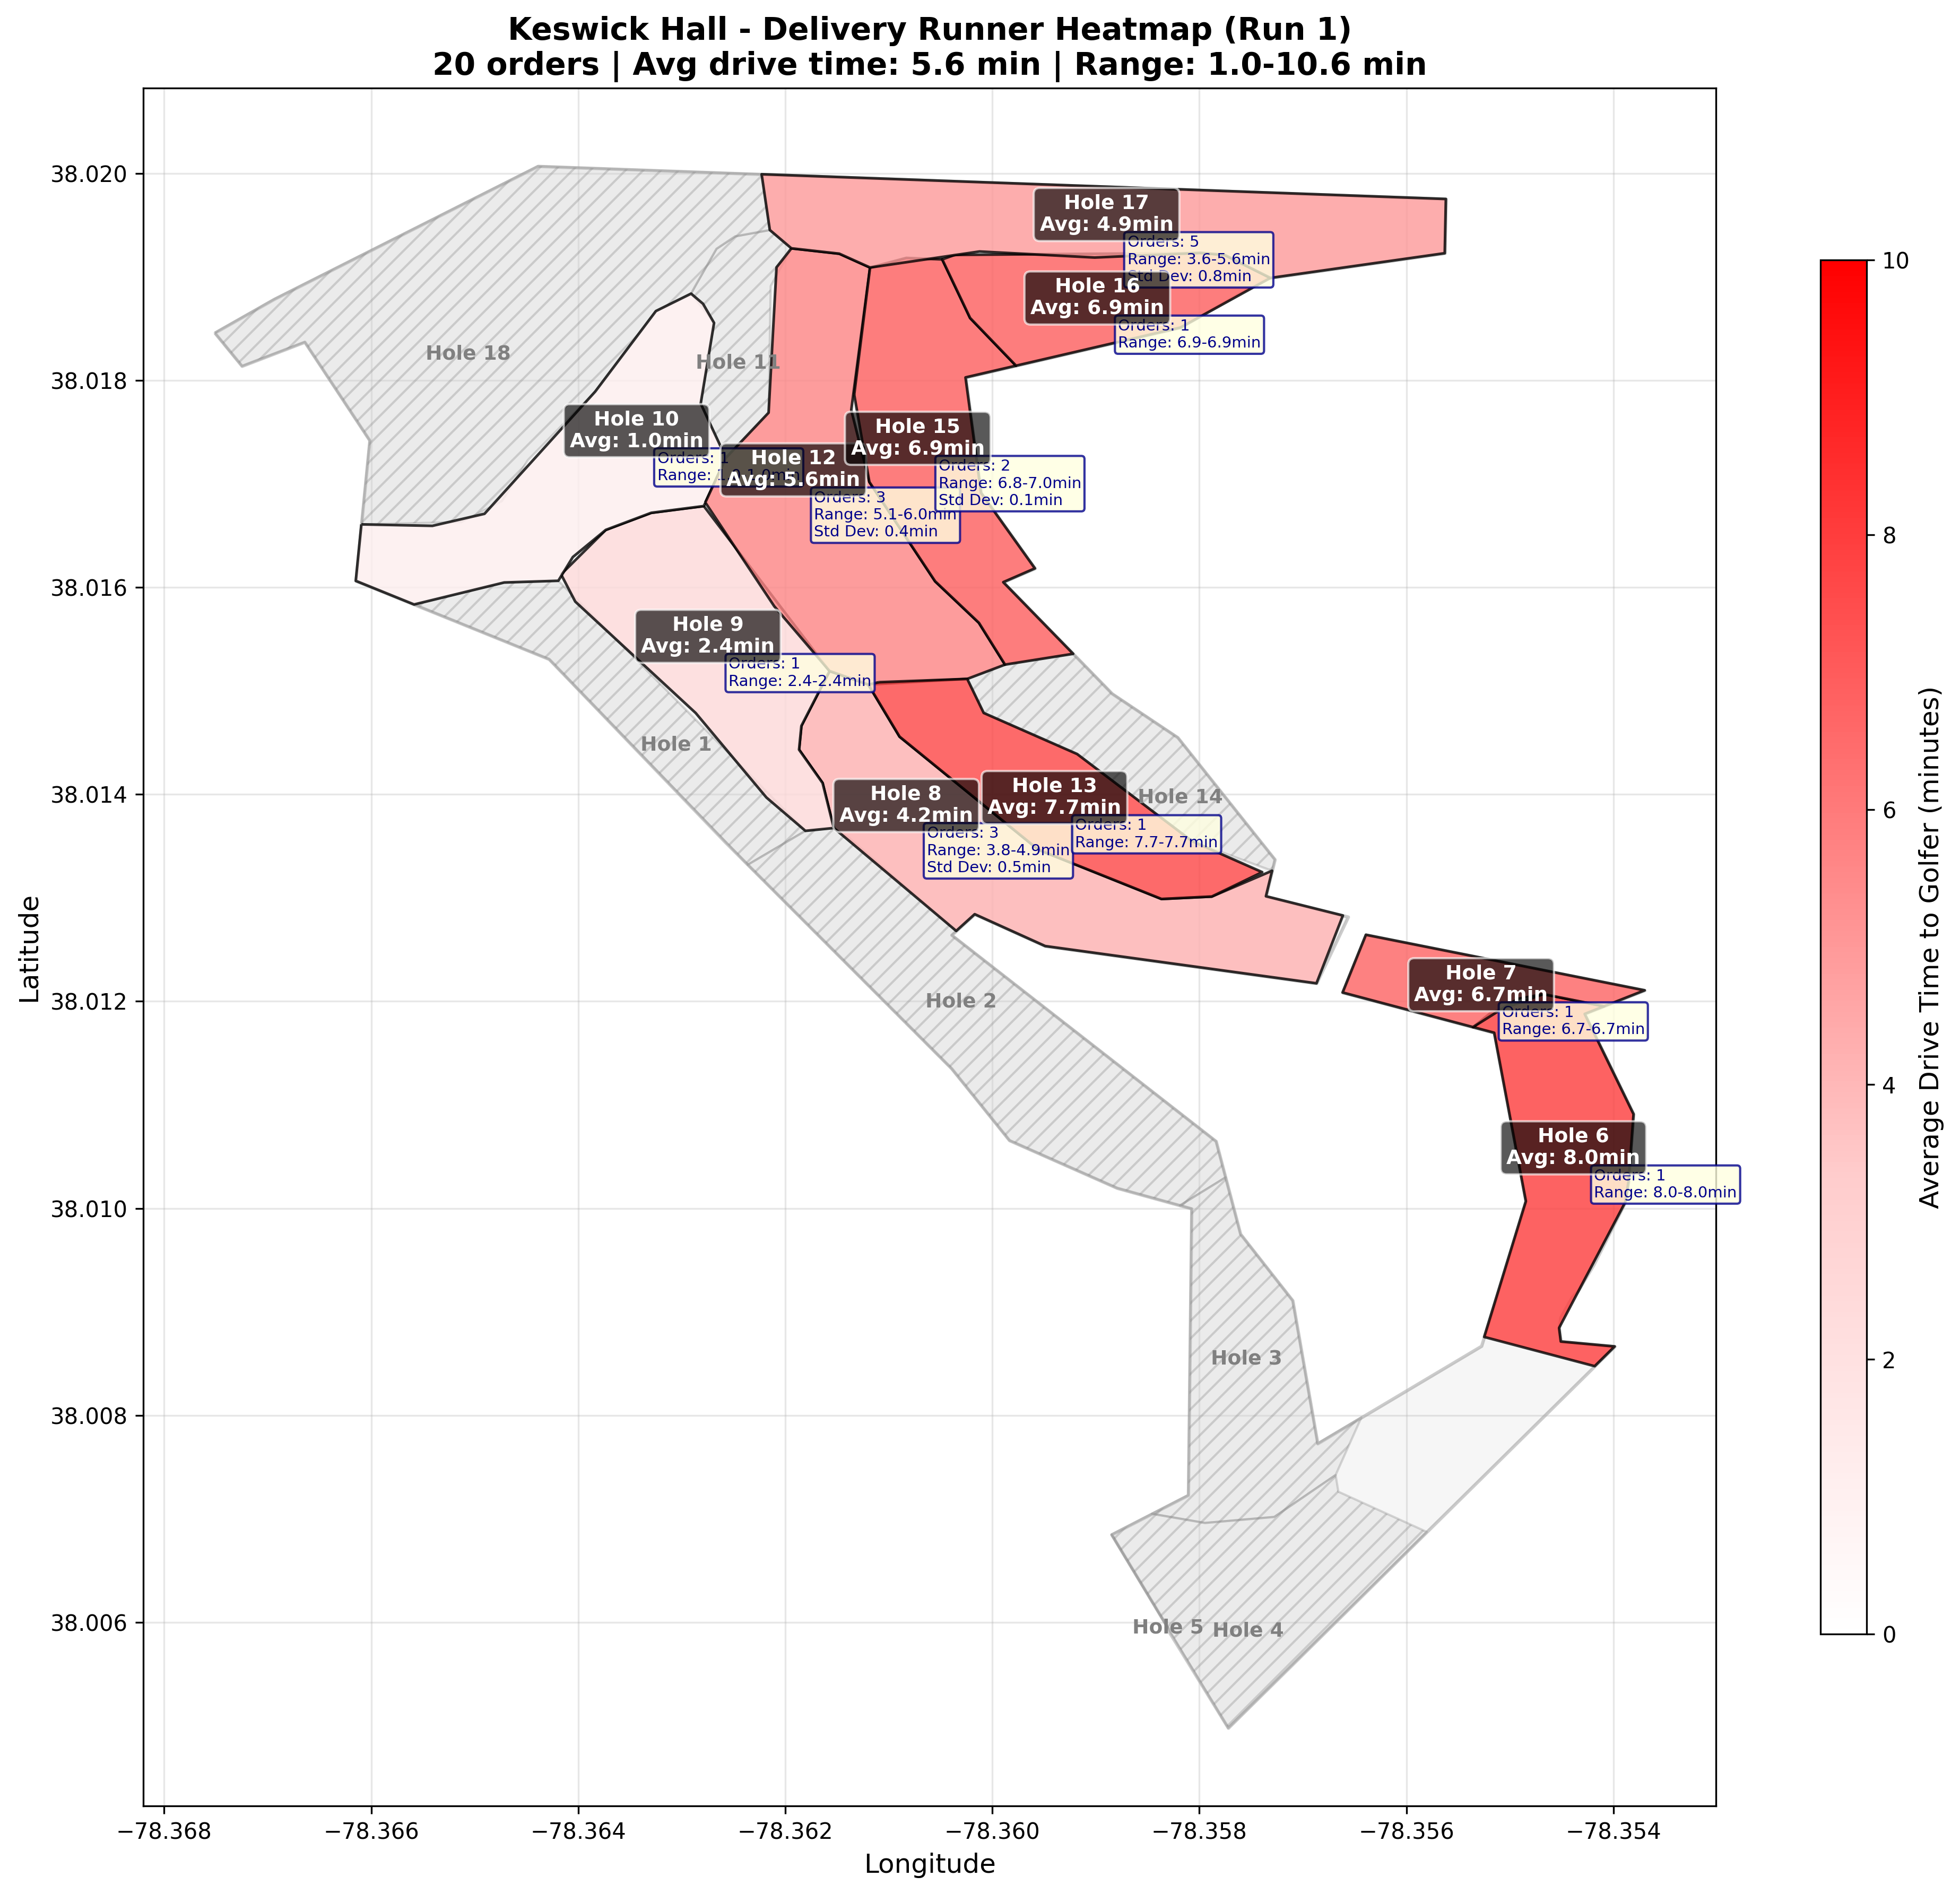 Keswick Hall - Delivery Runner Heatmap (Run 1)
20 orders | Avg drive time: 5.6 min | Range: 1.0-10.6 min
Hole 17
Avg: 4.9min
Orders: 5
Range: 3.6-5.6min
Std Dev: 0.8min
Hole 16
Avg: 6.9min
Orders: 1
Range: 6.9-6.9min
Hole 18
Hole 11
Hole 10
Avg: 1.0min
Orders: 1
Range:
Hole 12
Avg: 5.6min
Orders: 3
Range: 5.1-6.0min
Std Dev: 0.4min
Hole 15
Avg: 6.9min
Orders: 2
Range: 6.8-7.0min
Std Dev: 0.1min
Hole 9
Avg: 2.4min
Orders: 1
Range: 2.4-2.4min
Hole 1
Hole 8
Avg: 4.2min
Orders: 3
Range: 3.8-4.9min
Std Dev: 0.5min
Hole 13
Avg: 7.7min
Orders: 1
Range: 7.7-7.7min
Hole 14
Hole 2
Hole 7
Avg: 6.7min
Orders: 1
Range: 6.7-6.7min
Hole 6
Avg: 8.0min
Orders: 1
Range: 8.0-8.0min
Hole 3
Hole 5
Hole 4
38.020
38.018
38.016
38.014
38.012
38.010
38.008
38.006
Latitude
−78.368
−78.366
−78.364
−78.362
−78.360
−78.358
−78.356
−78.354
Longitude
10
8
6
4
2
0
Average Drive Time to Golfer (minutes)